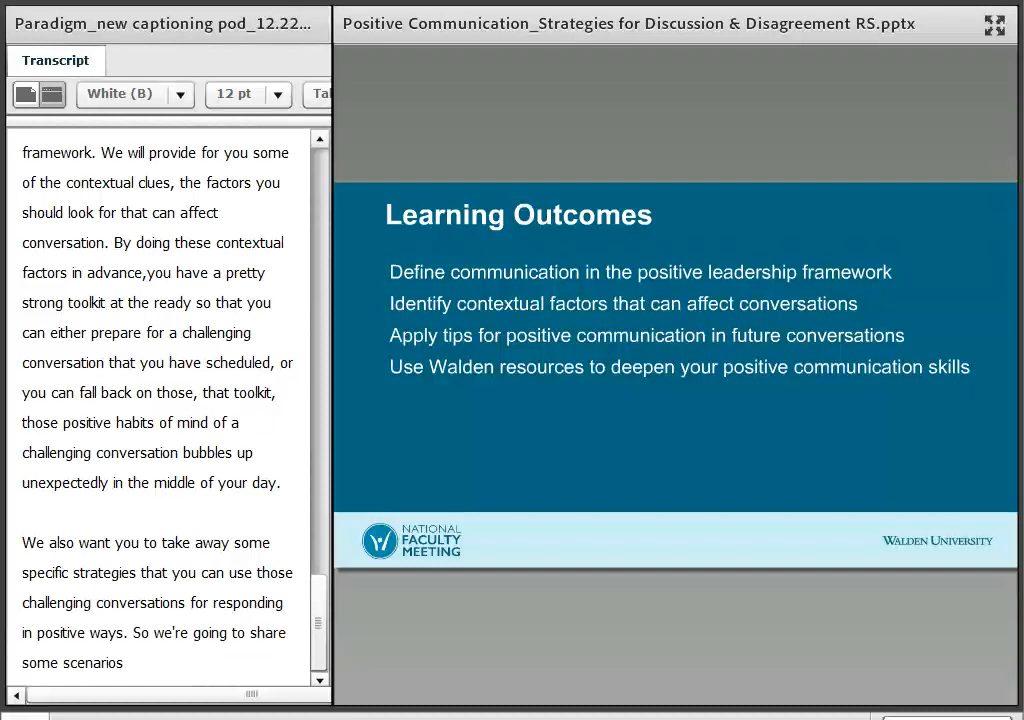 Paradigm_new captioning pod_12.22...
Transcript
White (B)
12 pt
Tal
framework. We will provide for you some
of the contextual clues, the factors you
should look for that can affect
conversation. By doing these contextual
factors in advance,you have a pretty
strong toolkit at the ready so that you
can either prepare for a challenging
conversation that you have scheduled, or
you can fall back on those, that toolkit,
those positive habits of mind of a
challenging conversation bubbles up
unexpectedly in the middle of your day.
We also want you to take away some
specific strategies that you can use those
challenging conversations for responding
in positive ways. So we're going to share
some scenarios
Positive Communication_Strategies for Discussion & Disagreement RS.pptx
Learning Outcomes
Define communication in the positive leadership framework
Identify contextual factors that can affect conversations
Apply tips for positive communication in future conversations
Use Walden resources to deepen your positive communication skills
NATIONAL
FACULTY
MEETING
WALDEN UNIVERSITY